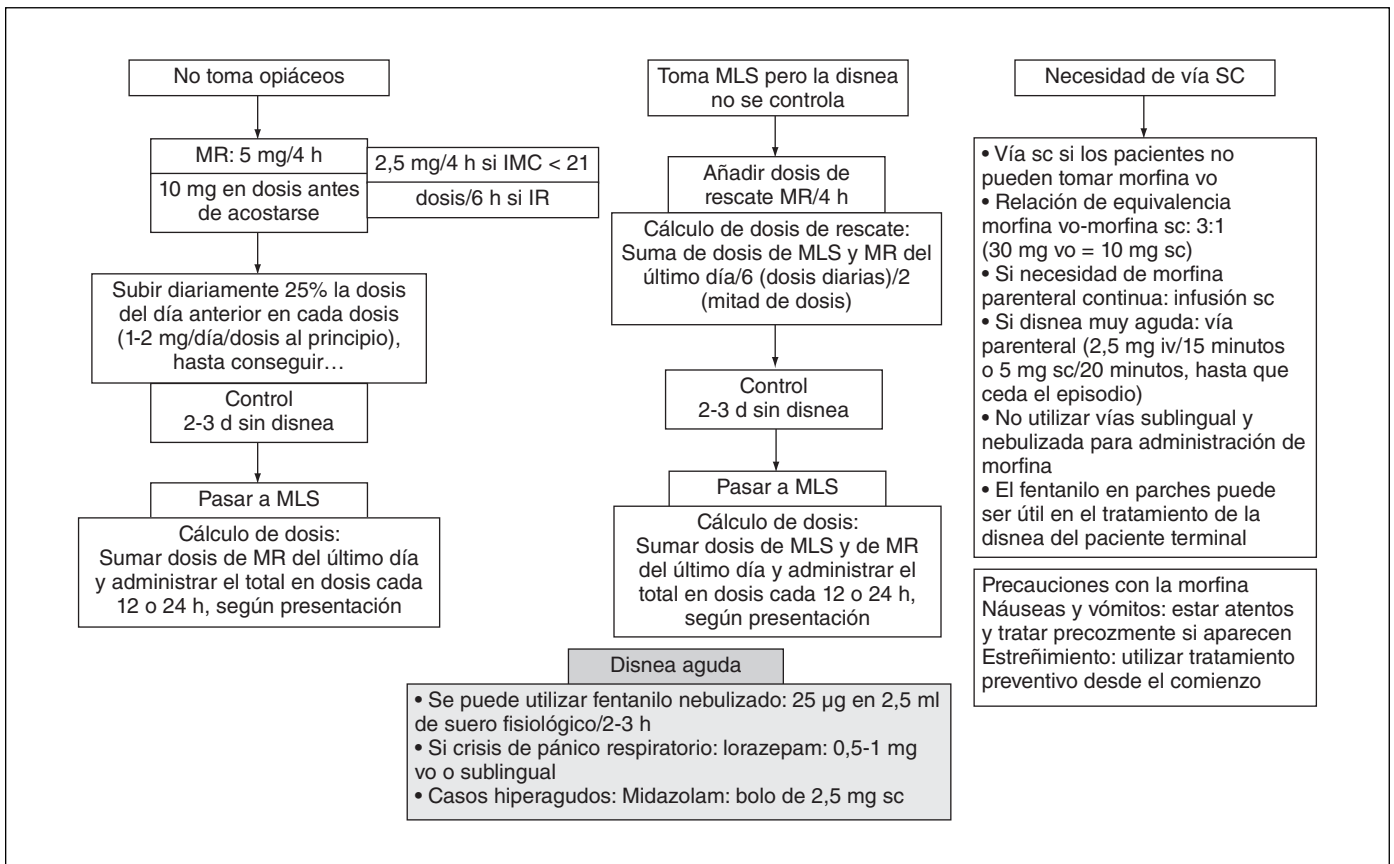 No toma opiáceos
MR: 5 mg/4 h
10 mg en dosis antes
de acostarse
2,5 mg/4 h si IMC < 21
dosis/6 h si IR
Subir diariamente 25% la dosis
del día anterior en cada dosis
(1-2 mg/día/dosis al principio),
hasta conseguir…
Control
2-3 d sin disnea
Pasar a MLS
Cálculo de dosis:
Sumar dosis de MR del último día
y administrar el total en dosis cada
12 o 24 h, según presentación
Toma MLS pero la disnea
no se controla
Añadir dosis de
rescate MR/4 h
Cálculo de dosis de rescate:
Suma de dosis de MLS y MR del
último día/6 (dosis diarias)/2
(mitad de dosis)
Control
2-3 d sin disnea
Pasar a MLS
Cálculo de dosis:
Sumar dosis de MLS y de MR
del último día y administrar el
total en dosis cada 12 o 24 h,
según presentación
Necesidad de vía SC
• Vía sc si los pacientes no
pueden tomar morfina vo
• Relación de equivalencia
morfina vo-morfina sc: 3:1
(30 mg vo = 10 mg sc)
• Si necesidad de morfina
parenteral continua: infusión sc
• Si disnea muy aguda: vía
parenteral (2,5 mg iv/15 minutos
o 5 mg sc/20 minutos, hasta que
ceda el episodio)
• No utilizar vías sublingual y
nebulizada para administración de
morfina
• El fentanilo en parches puede
ser útil en el tratamiento de la
disnea del paciente terminal
Precauciones con la morfina
Náuseas y vómitos: estar atentos
y tratar precozmente si aparecen
Estreñimiento: utilizar tratamiento
preventivo desde el comienzo
Disnea aguda
• Se puede utilizar fentanilo nebulizado: 25 µg en 2,5 ml
de suero fisiológico/2-3 h
• Si crisis de pánico respiratorio: lorazepam: 0,5-1 mg
vo o sublingual
• Casos hiperagudos: Midazolam: bolo de 2,5 mg sc